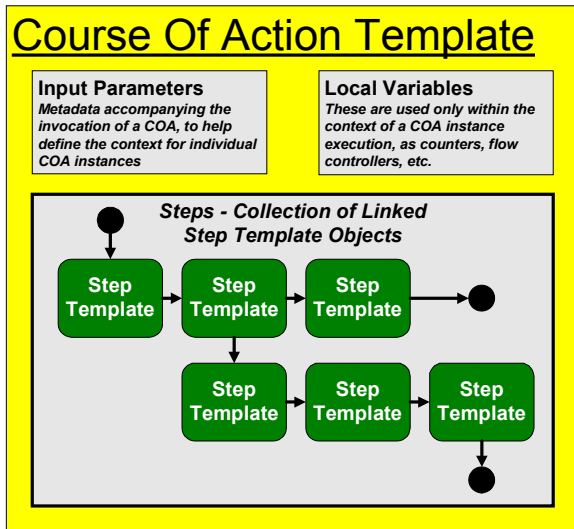 Course Of Action Template
Input Parameters
Metadata accompanying the
invocation of a COA, to help
define the context for individual
COA instances
Local Variables
These are used only within the
context of a COA instance
execution, as counters, flow
controllers, etc.
Steps - Collection of Linked
Step Template Objects
Step
Template
Step
Template
Step
Template
Step
Template
Step
Template
Step
Template